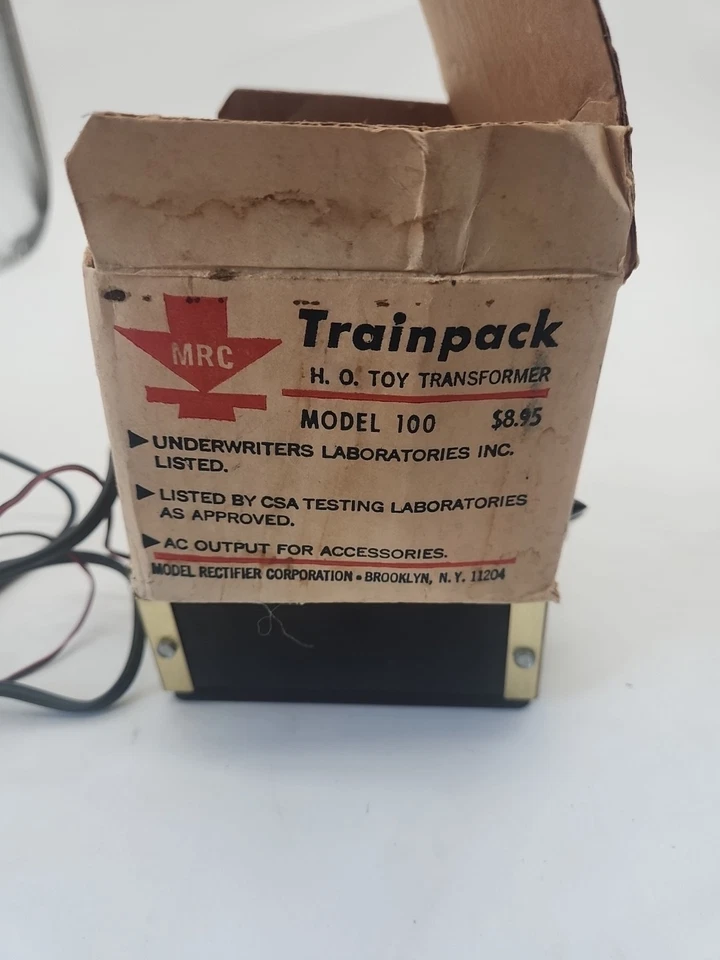 MRC
Trainpack
H. O. TOY TRANSFORMER
MODEL 100 $8.95
UNDERWRITERS LABORATORIES INC.
LISTED.
LISTED BY CSA TESTING LABORATORIES
AS APPROVED.
AC OUTPUT FOR ACCESSORIES.
MODEL RECTIFIER CORPORATION • BROOKLYN, N. Y. 11204